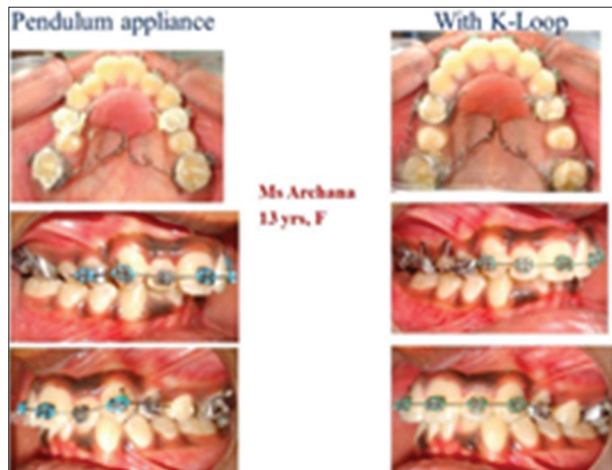 Pendulum appliance
With K-Loop
Ms Archana
13 yrs, F